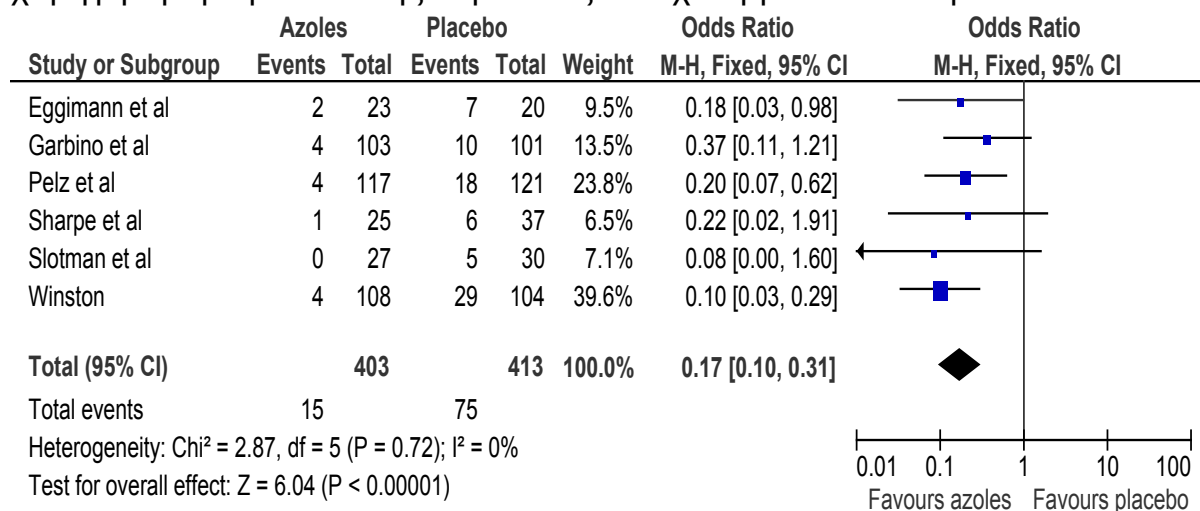 Azoles Placebo Odds Ratio Odds Ratio
Study or Subgroup Events Total Events Total Weight M-H, Fixed, 95% CI M-H, Fixed, 95% CI
Eggimann et al 2 23 7 20 9.5% 0.18 [0.03, 0.98]
Garbino et al 4 103 10 101 13.5% 0.37 [0.11, 1.21]
Pelz et al 4 117 18 121 23.8% 0.20 [0.07, 0.62]
Sharpe et al 1 25 6 37 6.5% 0.22 [0.02, 1.91]
Slotman et al 0 27 5 30 7.1% 0.08 [0.00, 1.60]
Winston 4 108 29 104 39.6% 0.10 [0.03, 0.29]
Total (95% CI) 403 413 100.0% 0.17 [0.10, 0.31]
Total events 15 75
Heterogeneity: Chi² = 2.87, df = 5 (P = 0.72); I² = 0%
Test for overall effect: Z = 6.04 (P < 0.00001)
0.01 0.1 1 10 100
Favours azoles Favours placebo